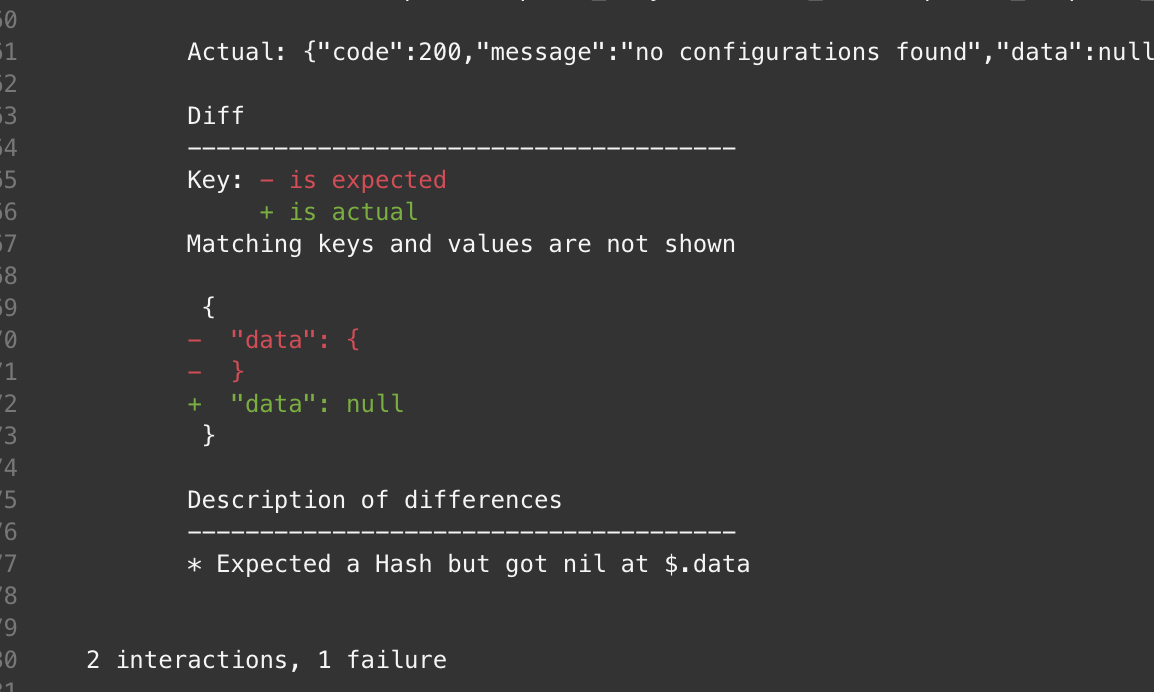 50
51 Actual: {"code":200,"message":"no configurations found","data":null
52
53 Diff
54 --------------------------------------
55 Key: - is expected
56 + is actual
57 Matching keys and values are not shown
58
59 {
70 - "data": {
71 - }
72 + "data": null
73 }
74
75 Description of differences
76 --------------------------------------
77 * Expected a Hash but got nil at $.data
78
79
80 2 interactions, 1 failure